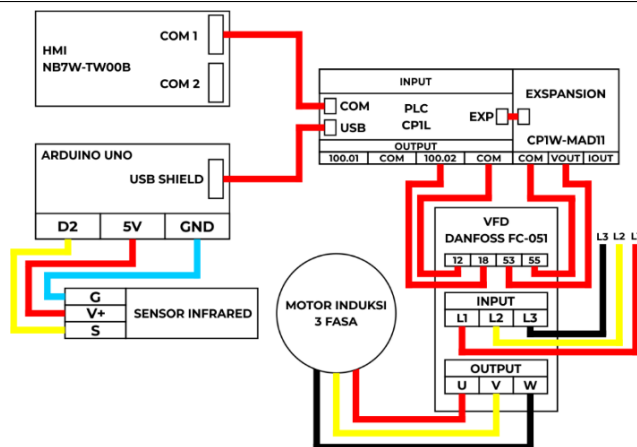 HMI
NB7W-TW00B
COM 1
COM 2
INPUT
COM
USB
PLC
CP1L
EXP
OUTPUT
100.01 COM 100.02 COM
EXSPANSION
CP1W-MAD11
COM VOUT IOUT
ARDUINO UNO
USB SHIELD
D2 5V GND
G
V+
S
SENSOR INFRARED
MOTOR INDUKSI
3 FASA
VFD
DANFOSS FC-051
12 18 53 55
INPUT
L1 L2 L3
OUTPUT
U V W
L3 L2